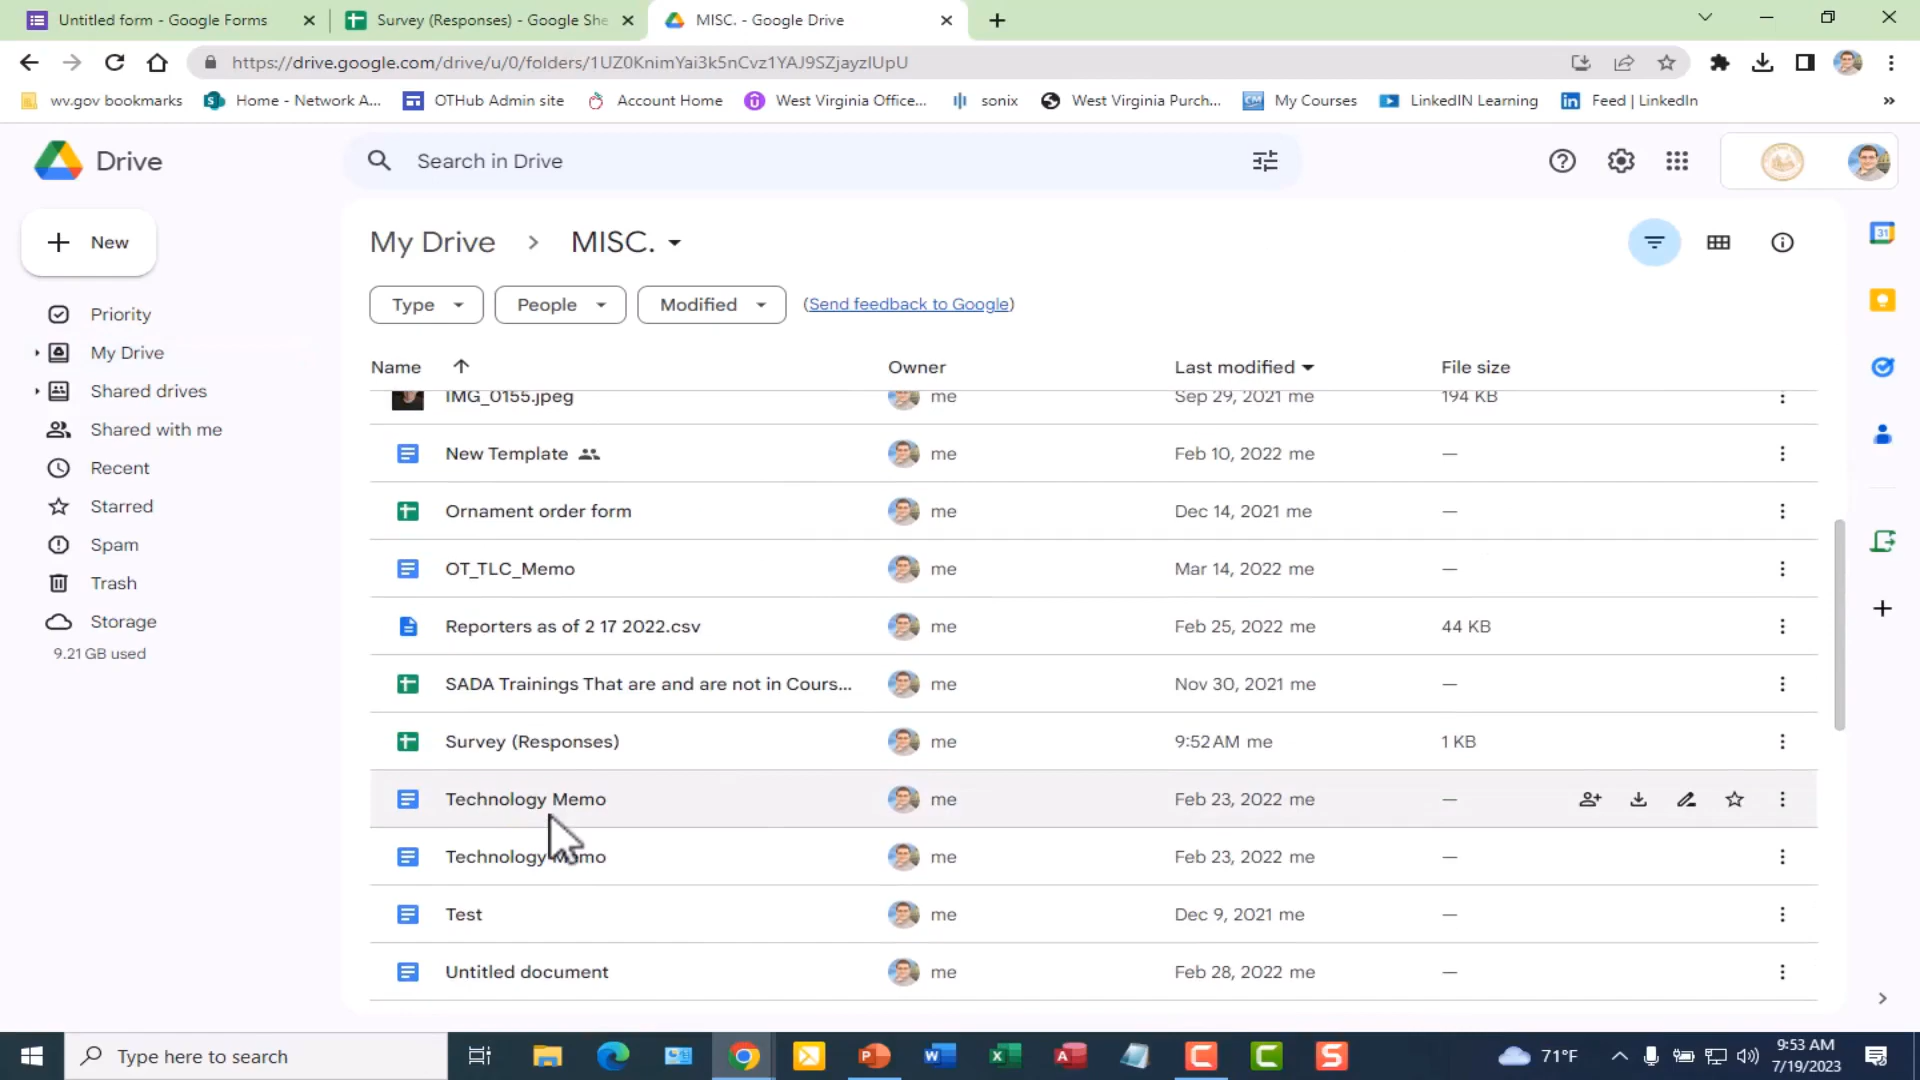 Untitled form - Google Forms
Survey (Responses) - Google She
MISC. - Google Drive
https://drive.google.com/drive/u/0/folders/1UZ0KnimYai3k5nCvz1YAJ9SZjayzlUpU
wv.gov bookmarks
Home - Network A...
OTHub Admin site
Account Home
West Virginia Office...
sonix
West Virginia Purch...
My Courses
LinkedIN Learning
Feed | LinkedIn
Drive
Search in Drive
New
My Drive
MISC.
Type
People
Modified
(Send feedback to Google)
Priority
My Drive
Shared drives
Shared with me
Recent
Starred
Spam
Trash
Storage
9.21 GB used
Name Owner Last modified File size
IMG_0155.jpeg me Sep 29, 2021 me 194 KB
New Template me Feb 10, 2022 me —
Ornament order form me Dec 14, 2021 me —
OT_TLC_Memo me Mar 14, 2022 me —
Reporters as of 2 17 2022.csv me Feb 25, 2022 me 44 KB
SADA Trainings That are and are not in Cours... me Nov 30, 2021 me —
Survey (Responses) me 9:52 AM me 1 KB
Technology Memo me Feb 23, 2022 me —
Technology Memo me Feb 23, 2022 me —
Test me Dec 9, 2021 me —
Untitled document me Feb 28, 2022 me —
31
Type here to search
71°F
9:53 AM
7/19/2023